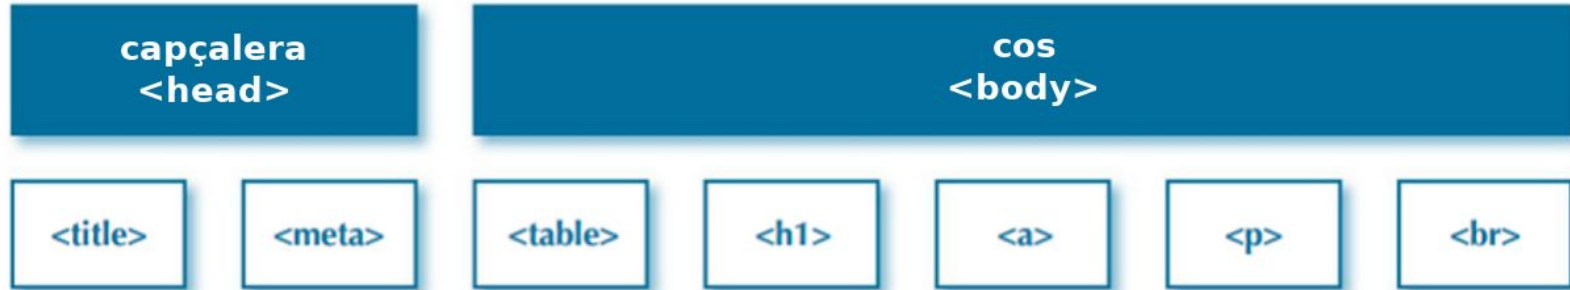 capçalera
<head>
cos
<body>
<title>
<meta>
<table>
<h1>
<a>
<p>
<br>